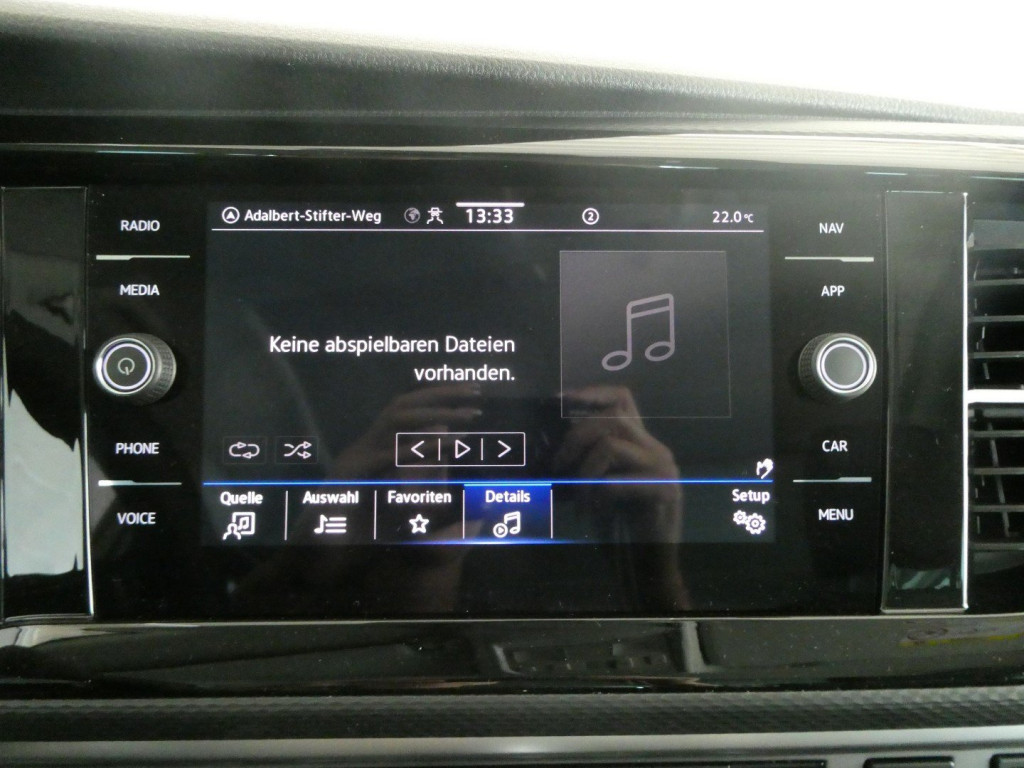 RADIO
MEDIA
PHONE
VOICE
Adalbert-Stifter-Weg
13:33
2
22.0°C
Keine abspielbaren Dateien
vorhanden.
Quelle
Auswahl
Favoriten
Details
Setup
NAV
APP
CAR
MENU